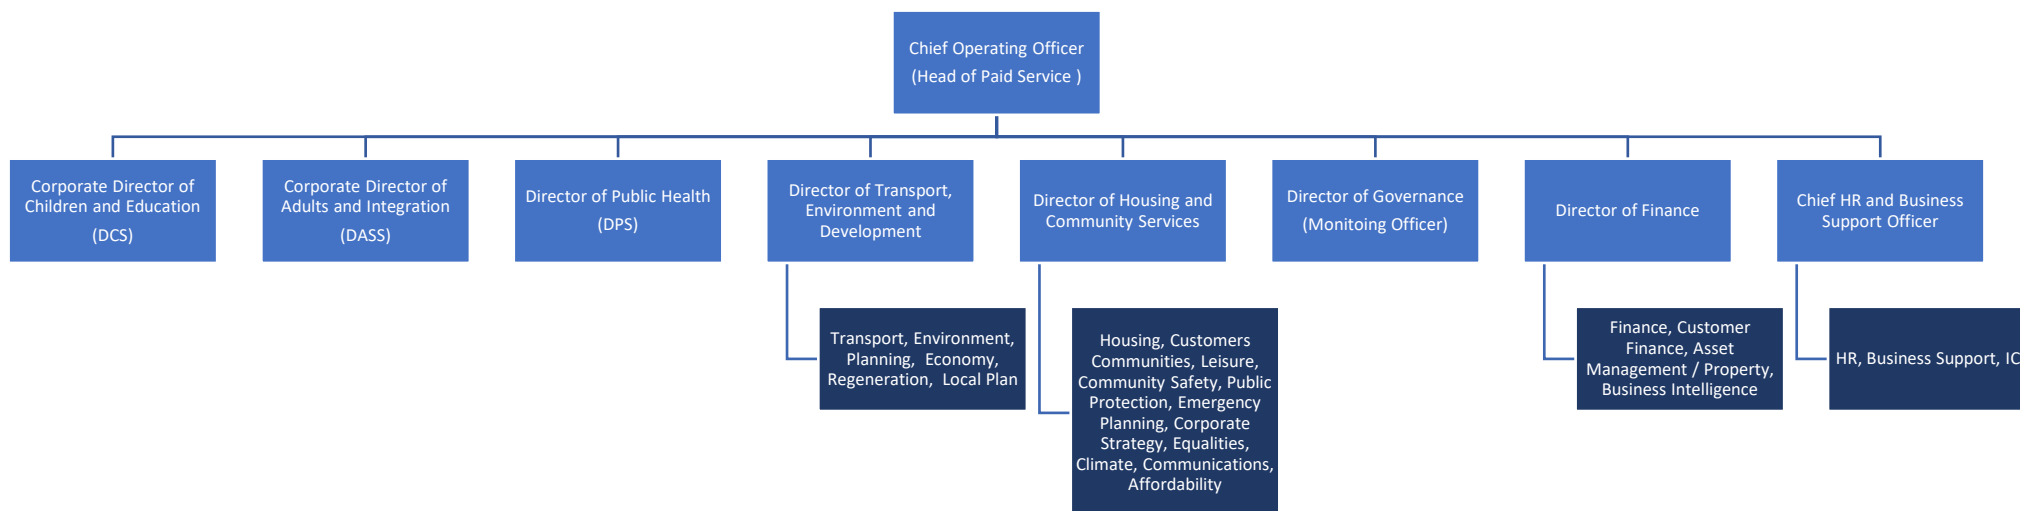 Chief Operating Officer
(Head of Paid Service )
Corporate Director of
Children and Education
(DCS)
Corporate Director of
Adults and Integration
(DASS)
Director of Public Health
(DPS)
Director of Transport,
Environment and
Development
Director of Housing and
Community Services
Director of Governance
(Monitoing Officer)
Director of Finance
Chief HR and Business
Support Officer
Transport, Environment,
Planning, Economy,
Regeneration, Local Plan
Housing, Customers
Communities, Leisure,
Community Safety, Public
Protection, Emergency
Planning, Corporate
Strategy, Equalities,
Climate, Communications,
Affordability
Finance, Customer
Finance, Asset
Management / Property,
Business Intelligence
HR, Business Support, IC